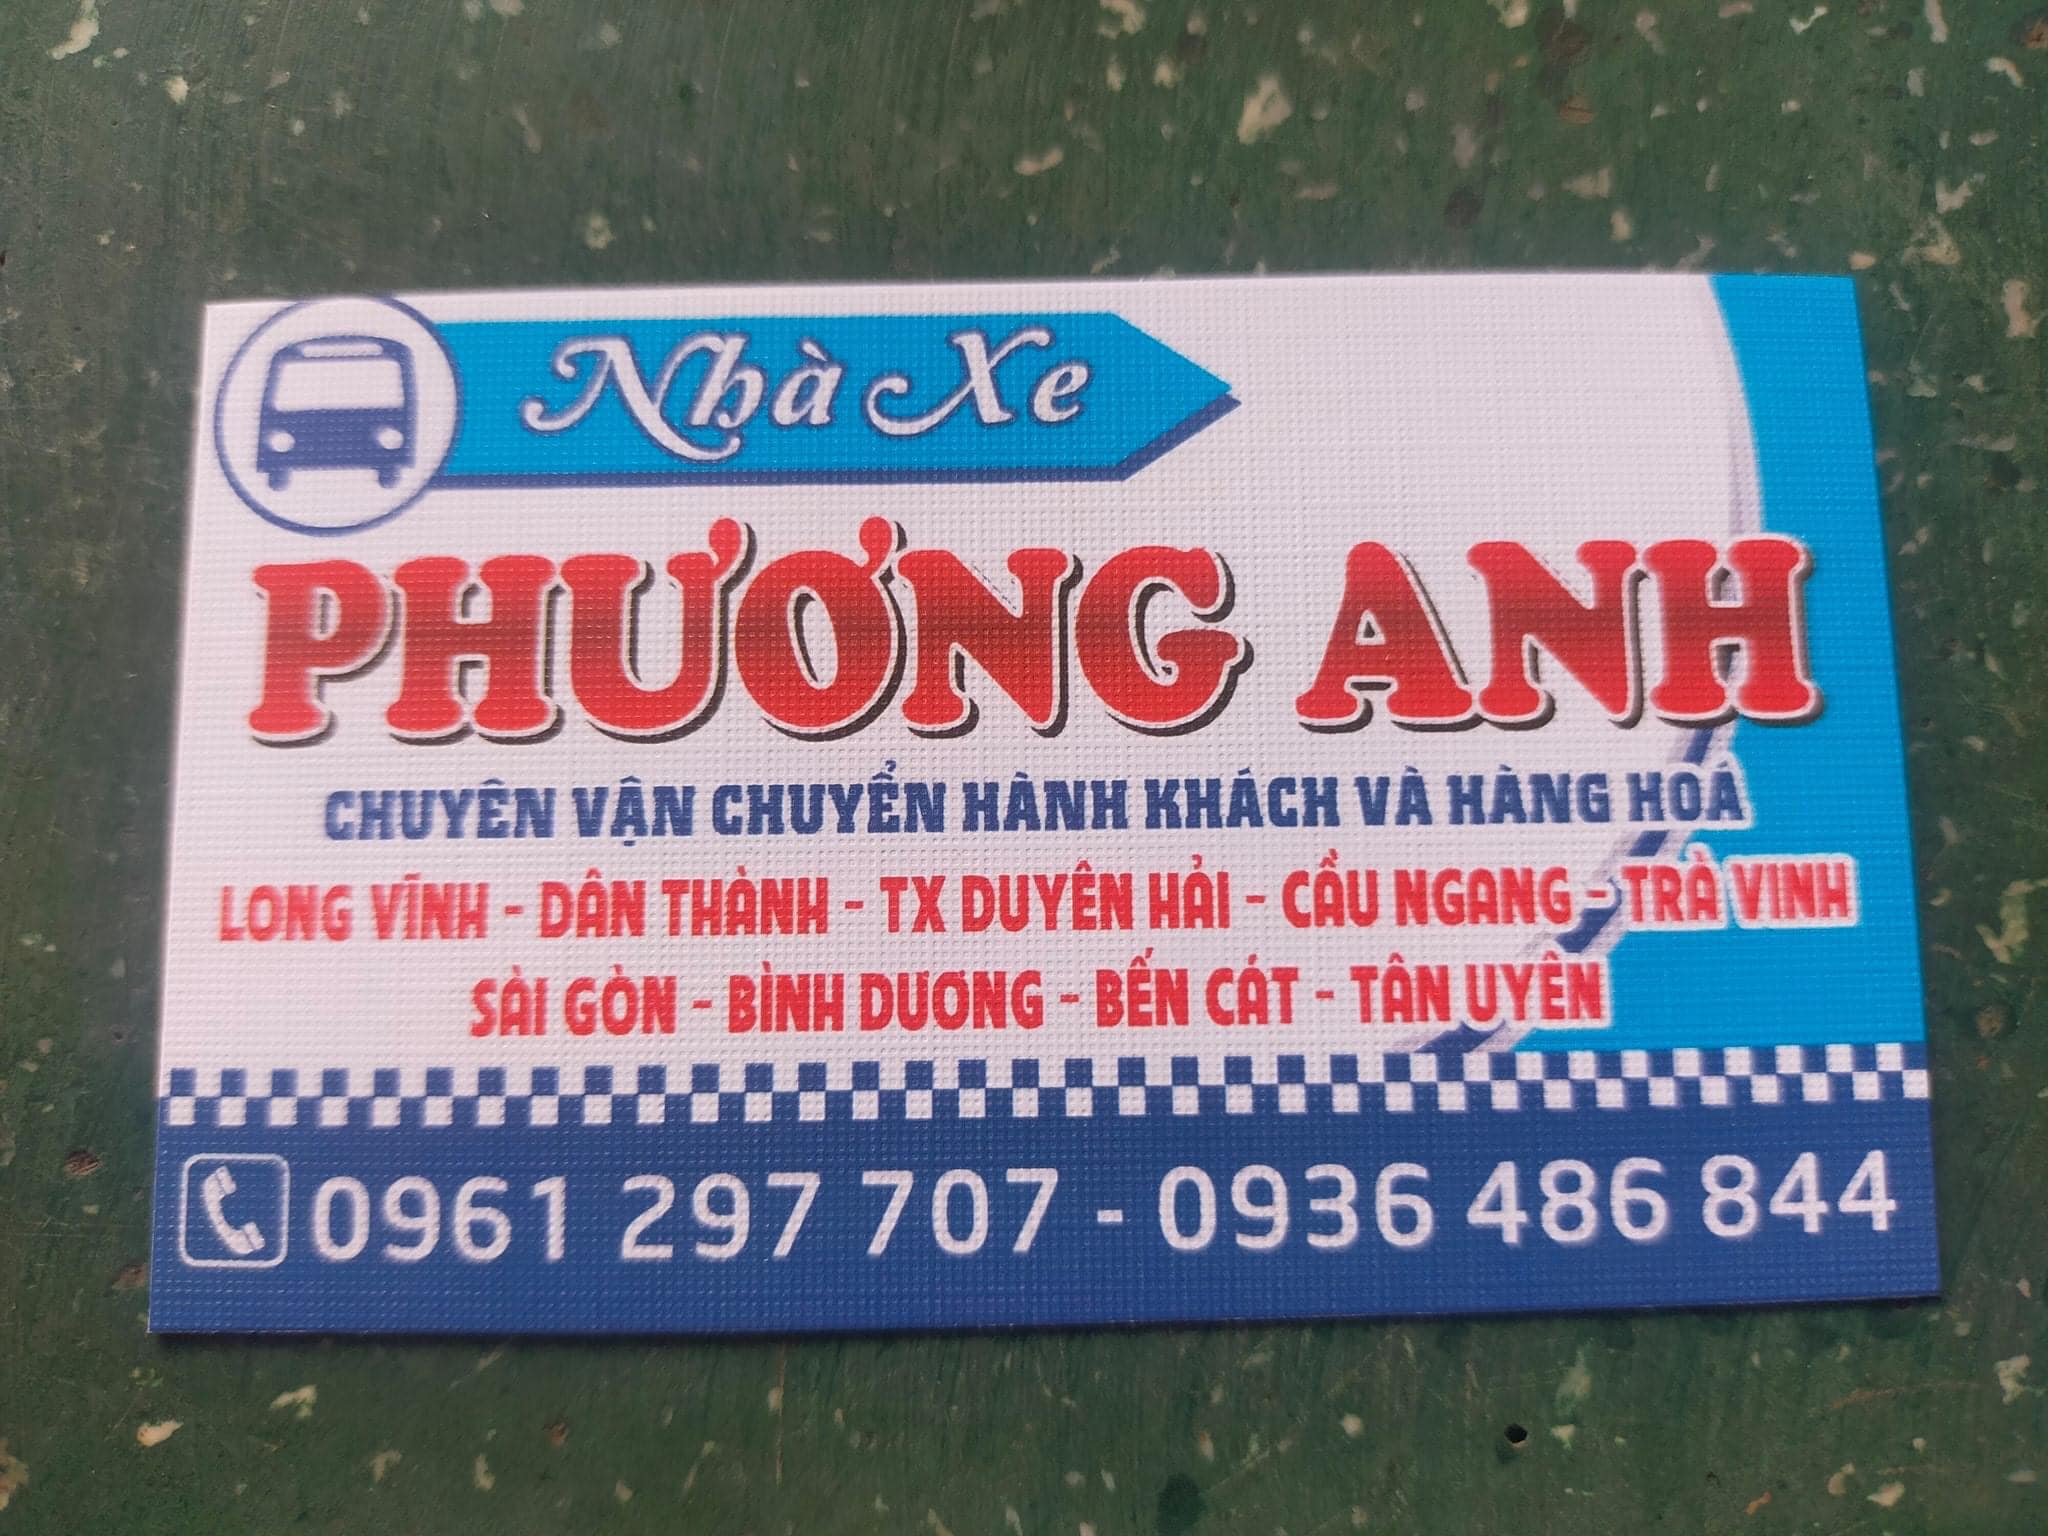 Nhà Xe
PHƯƠNG ANH
CHUYÊN VẬN CHUYỂN HÀNH KHÁCH VÀ HÀNG HOÁ
LONG VĨNH - DÂN THÀNH - TX DUYÊN HẢI - CẦU NGANG - TRÀ VINH
SÀI GÒN - BÌNH DƯƠNG - BẾN CÁT - TÂN UYÊN
0961 297 707 - 0936 486 844